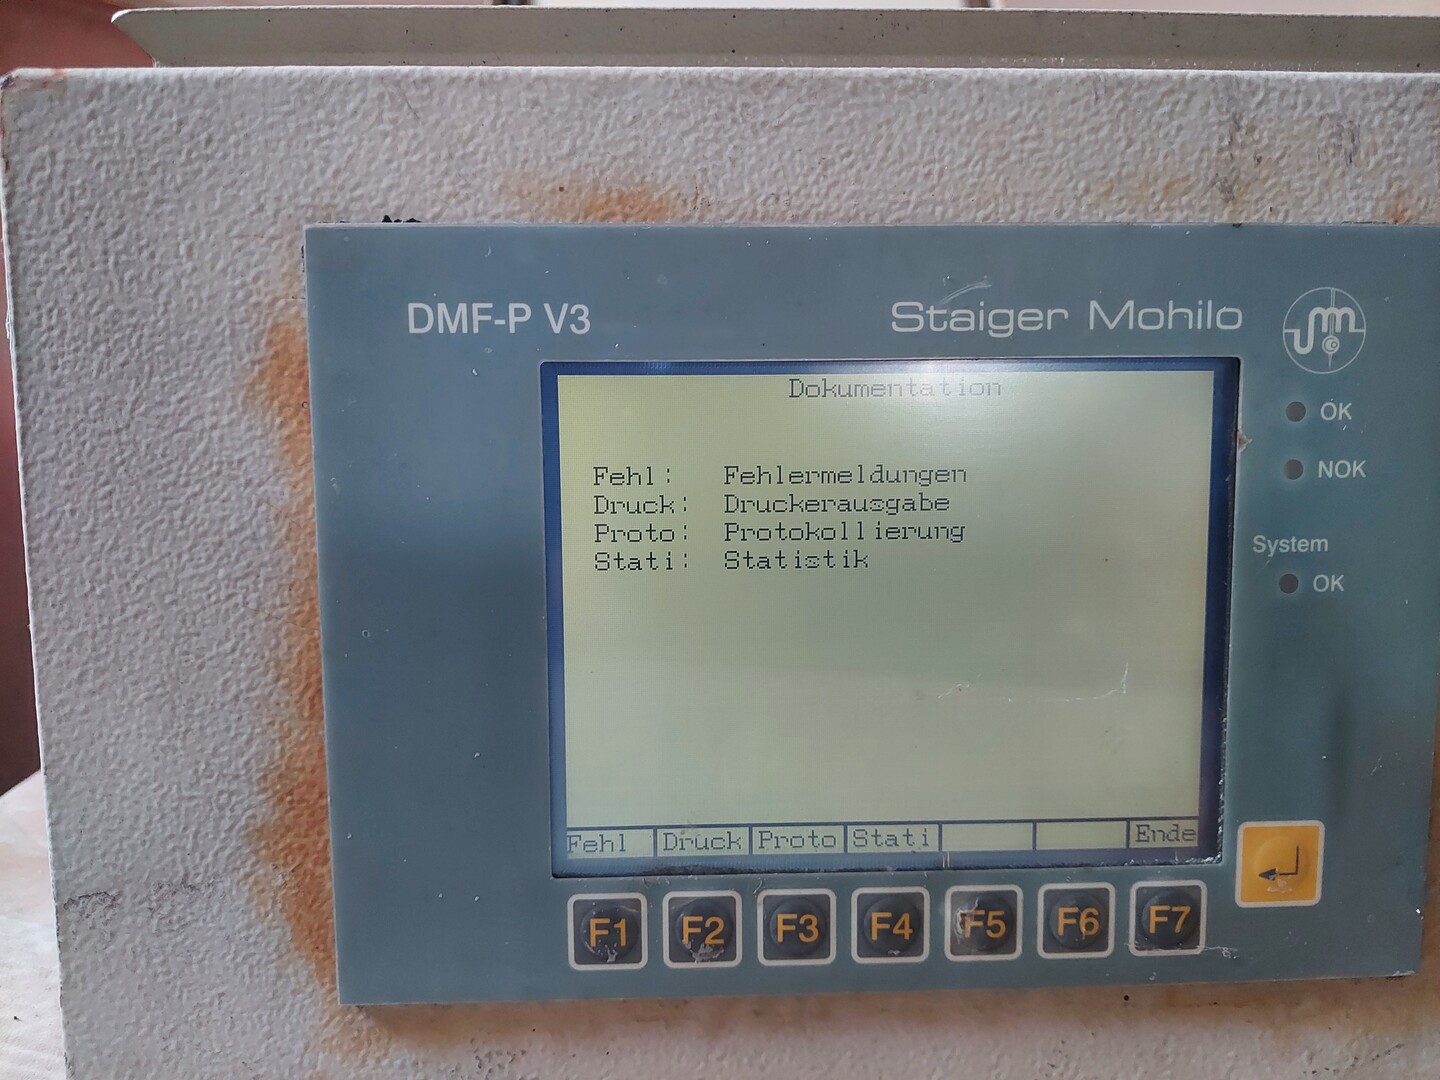 DMF-P V3
Staiger Mohilo
Dokumentation
Fehl: Fehlermeldungen
Druck: Druckerausgabe
Proto: Protokollierung
Stati: Statistik
Fehl Druck Proto Stati Ende
F1 F2 F3 F4 F5 F6 F7
OK
NOK
System
OK